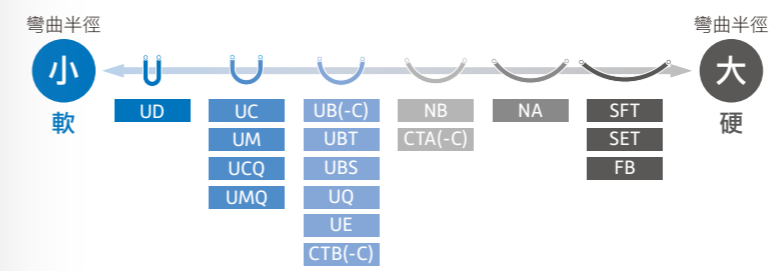 彎曲半徑
彎曲半徑
小
大
軟
硬
UD
UC
UB(-C)
NB
NA
SFT
UM
UBT
CTA(-C)
SET
UCQ
UBS
FB
UMQ
UQ
UE
CTB(-C)